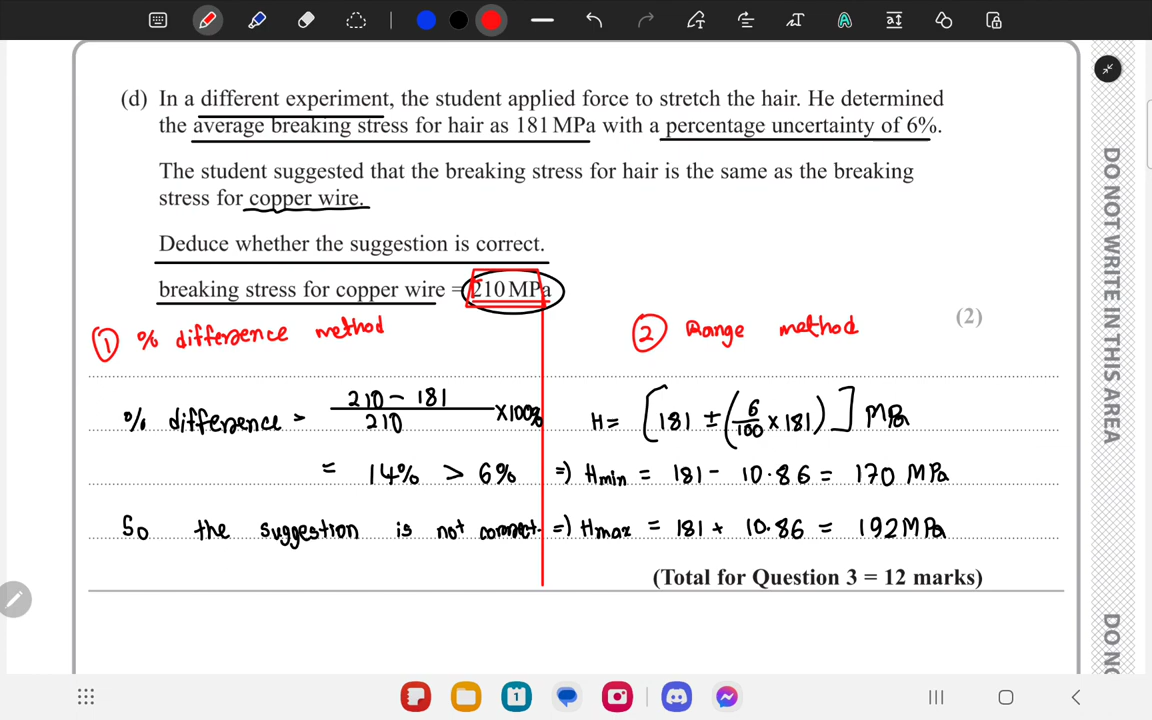 (d) In a different experiment, the student applied force to stretch the hair. He determined
the average breaking stress for hair as 181 MPa with a percentage uncertainty of 6%.
The student suggested that the breaking stress for hair is the same as the breaking
stress for copper wire.
Deduce whether the suggestion is correct.
breaking stress for copper wire = 210 MPa
(2)
① % difference method
% difference = 210 - 181 / 210 × 100%
= 14% > 6%
So the suggestion is not correct.
② Range method
H = [181 ± (6/100 × 181)] MPa
⇒ Hmin = 181 - 10.86 = 170 MPa
⇒ Hmax = 181 + 10.86 = 192 MPa
(Total for Question 3 = 12 marks)
DO NOT WRITE IN THIS AREA
DO NO
1